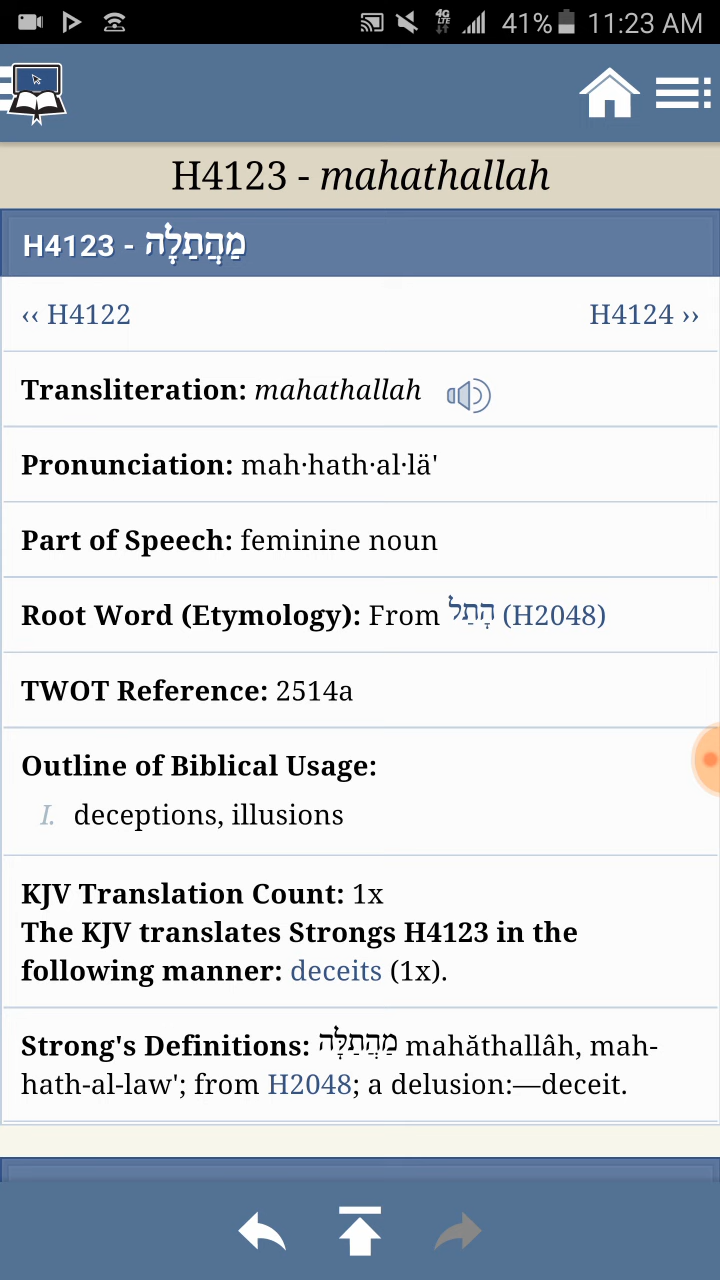 4G LTE 41% 11:23 AM
H4123 - mahathallah
H4123 - מַהֲתַלָּה
‹‹ H4122 H4124 ››
Transliteration: mahathallah
Pronunciation: mah·hath·al·lä'
Part of Speech: feminine noun
Root Word (Etymology): From הָתַל (H2048)
TWOT Reference: 2514a
Outline of Biblical Usage:
I. deceptions, illusions
KJV Translation Count: 1x
The KJV translates Strongs H4123 in the
following manner: deceits (1x).
Strong's Definitions: מַהֲתַלָּה mahăthallâh, mah-
hath-al-law'; from H2048; a delusion:—deceit.